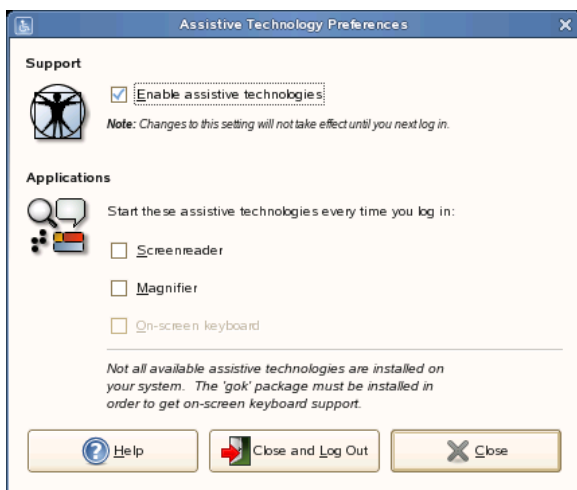 Assistive Technology Preferences
Support
Enable assistive technologies
Note: Changes to this setting will not take effect until you next log in.
Applications
Start these assistive technologies every time you log in:
Screenreader
Magnifier
On-screen keyboard
Not all available assistive technologies are installed on
your system. The 'gok' package must be installed in
order to get on-screen keyboard support.
Help
Close and Log Out
Close